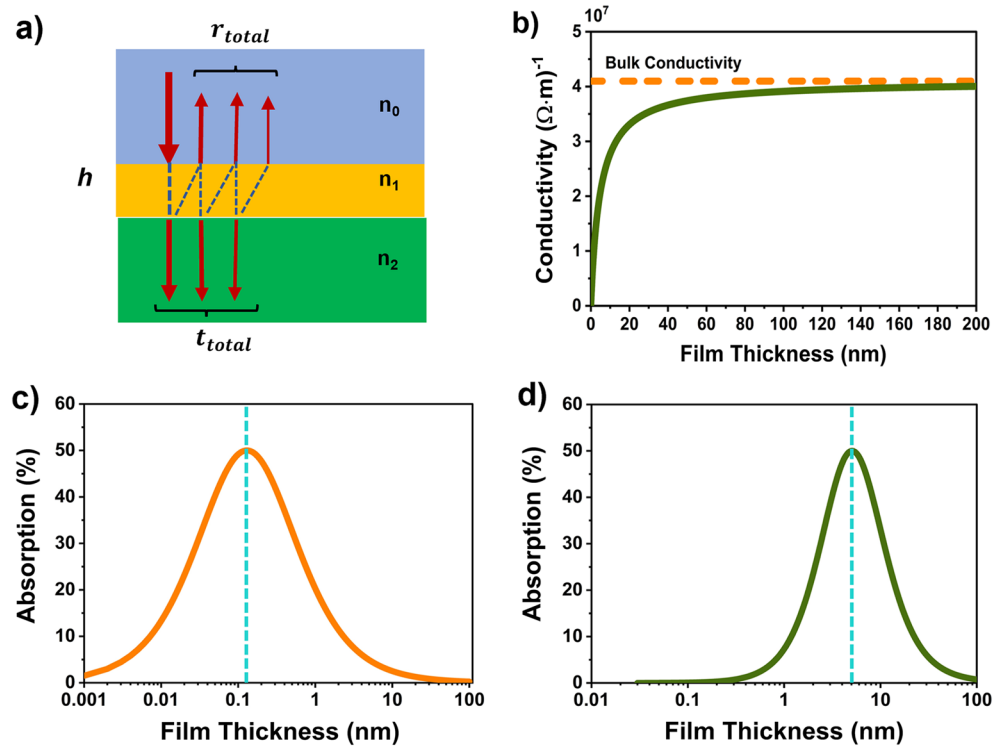 a)
r_total
n0
h
n1
n2
t_total
b)
5 ×10^7
Bulk Conductivity
4
3
2
1
0
0 20 40 60 80 100 120 140 160 180 200
Conductivity (Ω·m)^-1
Film Thickness (nm)
c)
60
50
40
30
20
10
0
0.001 0.01 0.1 1 10 100
Absorption (%)
Film Thickness (nm)
d)
60
50
40
30
20
10
0
0.01 0.1 1 10 100
Absorption (%)
Film Thickness (nm)